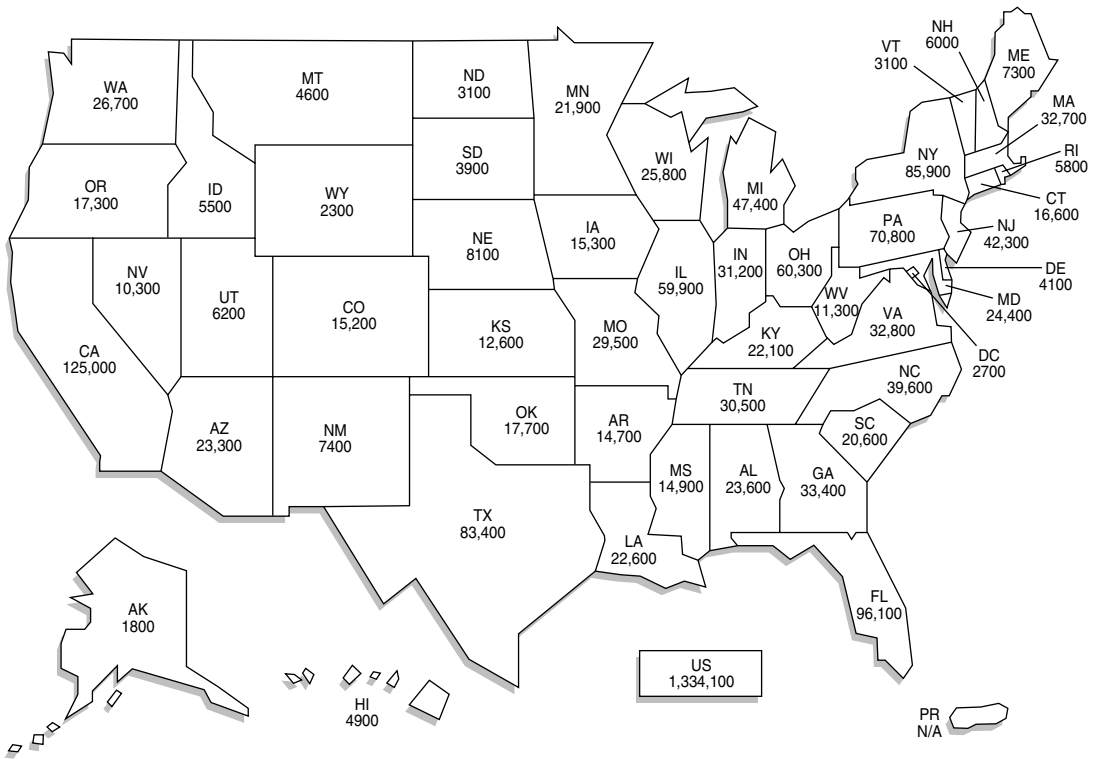 NH
6000
VT
3100
ME
7300
WA
26,700
MT
4600
ND
3100
MN
21,900
MA
32,700
SD
3900
WI
25,800
NY
85,900
RI
5800
OR
17,300
ID
5500
WY
2300
MI
47,400
CT
16,600
IA
15,300
PA
70,800
NJ
42,300
NE
8100
NV
10,300
UT
6200
CO
15,200
IL
59,900
IN
31,200
OH
60,300
DE
4100
WV
11,300
MD
24,400
VA
32,800
KS
12,600
MO
29,500
KY
22,100
CA
125,000
DC
2700
NC
39,600
TN
30,500
AZ
23,300
NM
7400
OK
17,700
AR
14,700
SC
20,600
MS
14,900
AL
23,600
GA
33,400
TX
83,400
LA
22,600
FL
96,100
AK
1800
HI
4900
US
1,334,100
PR
N/A